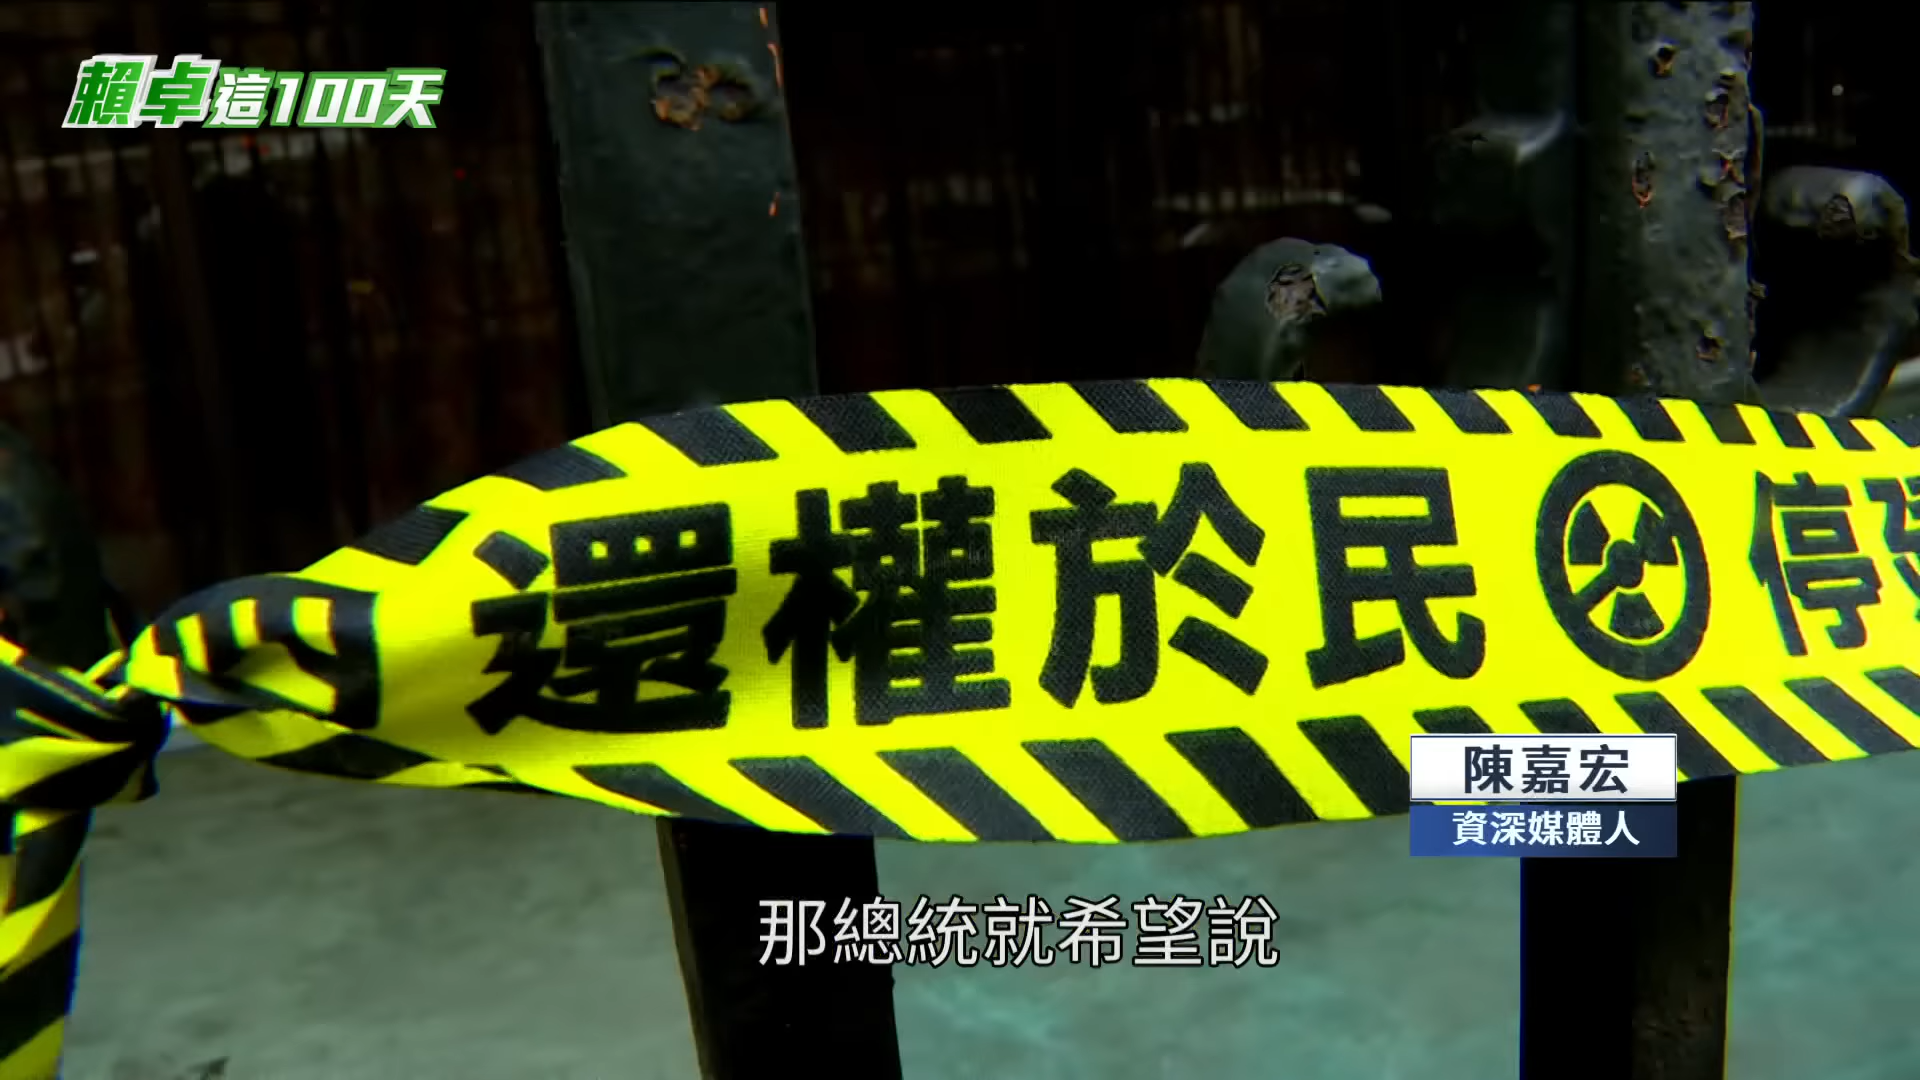 賴卓這100天
還權於民 停
陳嘉宏
資深媒體人
那總統就希望說